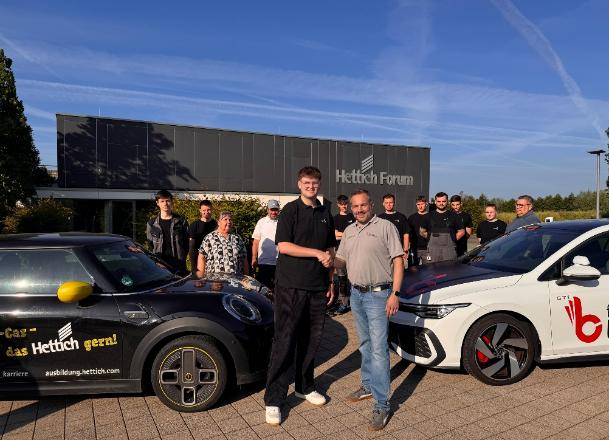 Hettich Forum
-Car -
das Hettich gern!
karriere
ausbildung.hettich.com
GTI
b